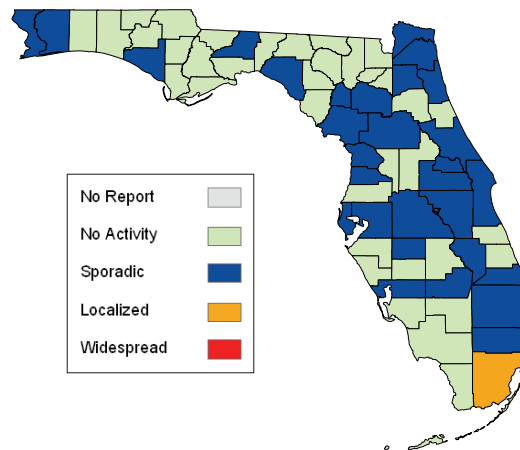 No Report
No Activity
Sporadic
Localized
Widespread